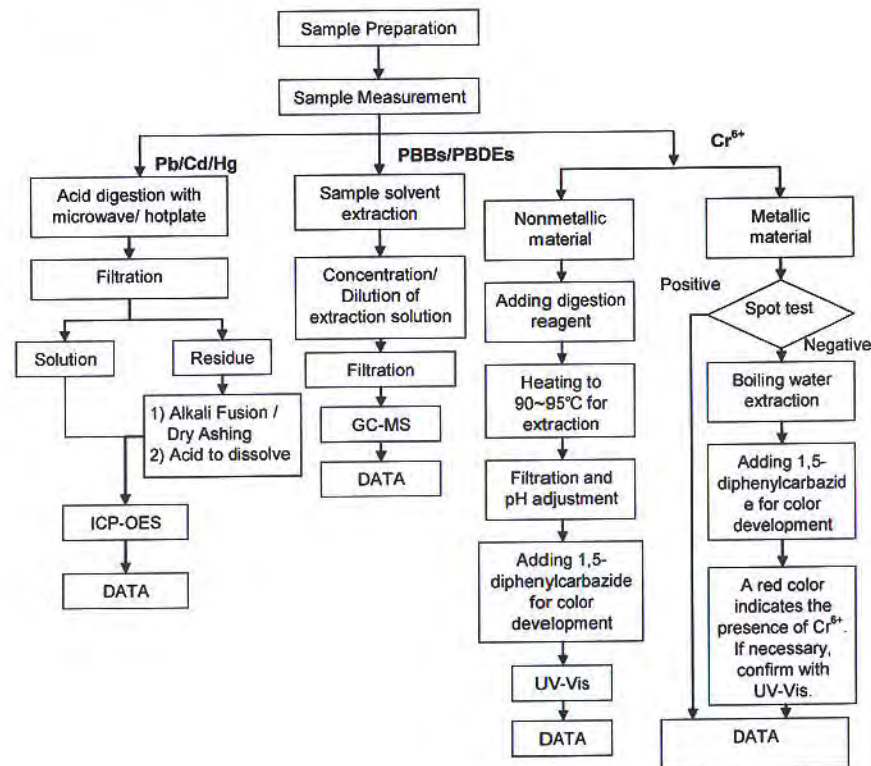 Sample Preparation
Sample Measurement
Pb/Cd/Hg
Acid digestion with
microwave/ hotplate
Filtration
Solution
Residue
1) Alkali Fusion /
Dry Ashing
2) Acid to dissolve
ICP-OES
DATA
PBBs/PBDEs
Sample solvent
extraction
Concentration/
Dilution of
extraction solution
Filtration
GC-MS
DATA
Cr⁶⁺
Nonmetallic
material
Adding digestion
reagent
Heating to
90~95℃ for
extraction
Filtration and
pH adjustment
Adding 1,5-
diphenylcarbazide
for color
development
UV-Vis
DATA
Metallic
material
Positive
Spot test
Negative
Boiling water
extraction
Adding 1,5-
diphenylcarbazid
e for color
development
A red color
indicates the
presence of Cr⁶⁺.
If necessary,
confirm with
UV-Vis.
DATA